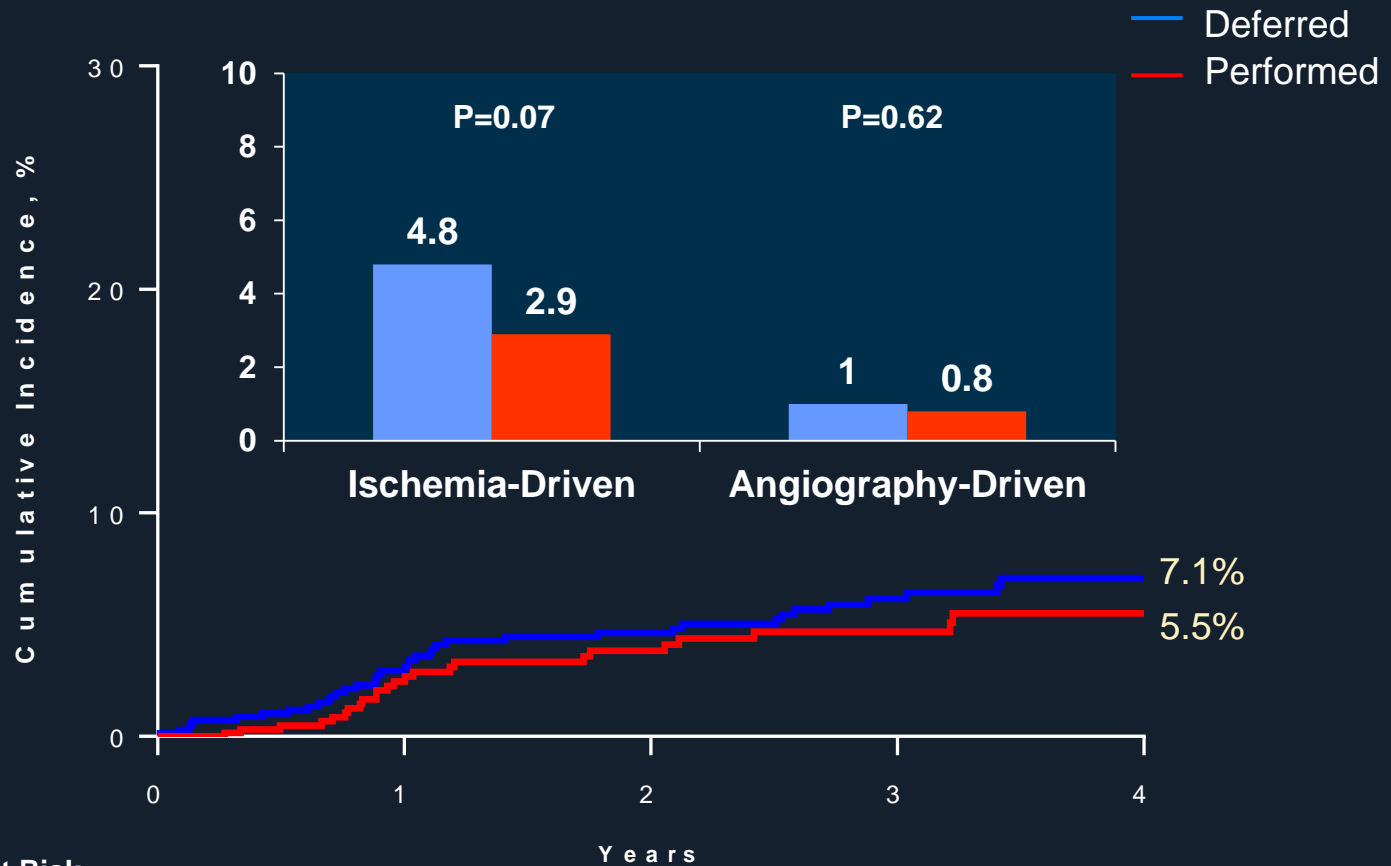 Deferred
Performed
Cumulative Incidence, %
30
20
10
0
10
8
6
4
2
0
P=0.07
P=0.62
4.8
2.9
1
0.8
Ischemia-Driven
Angiography-Driven
7.1%
5.5%
0
1
2
3
4
Years
t Risk